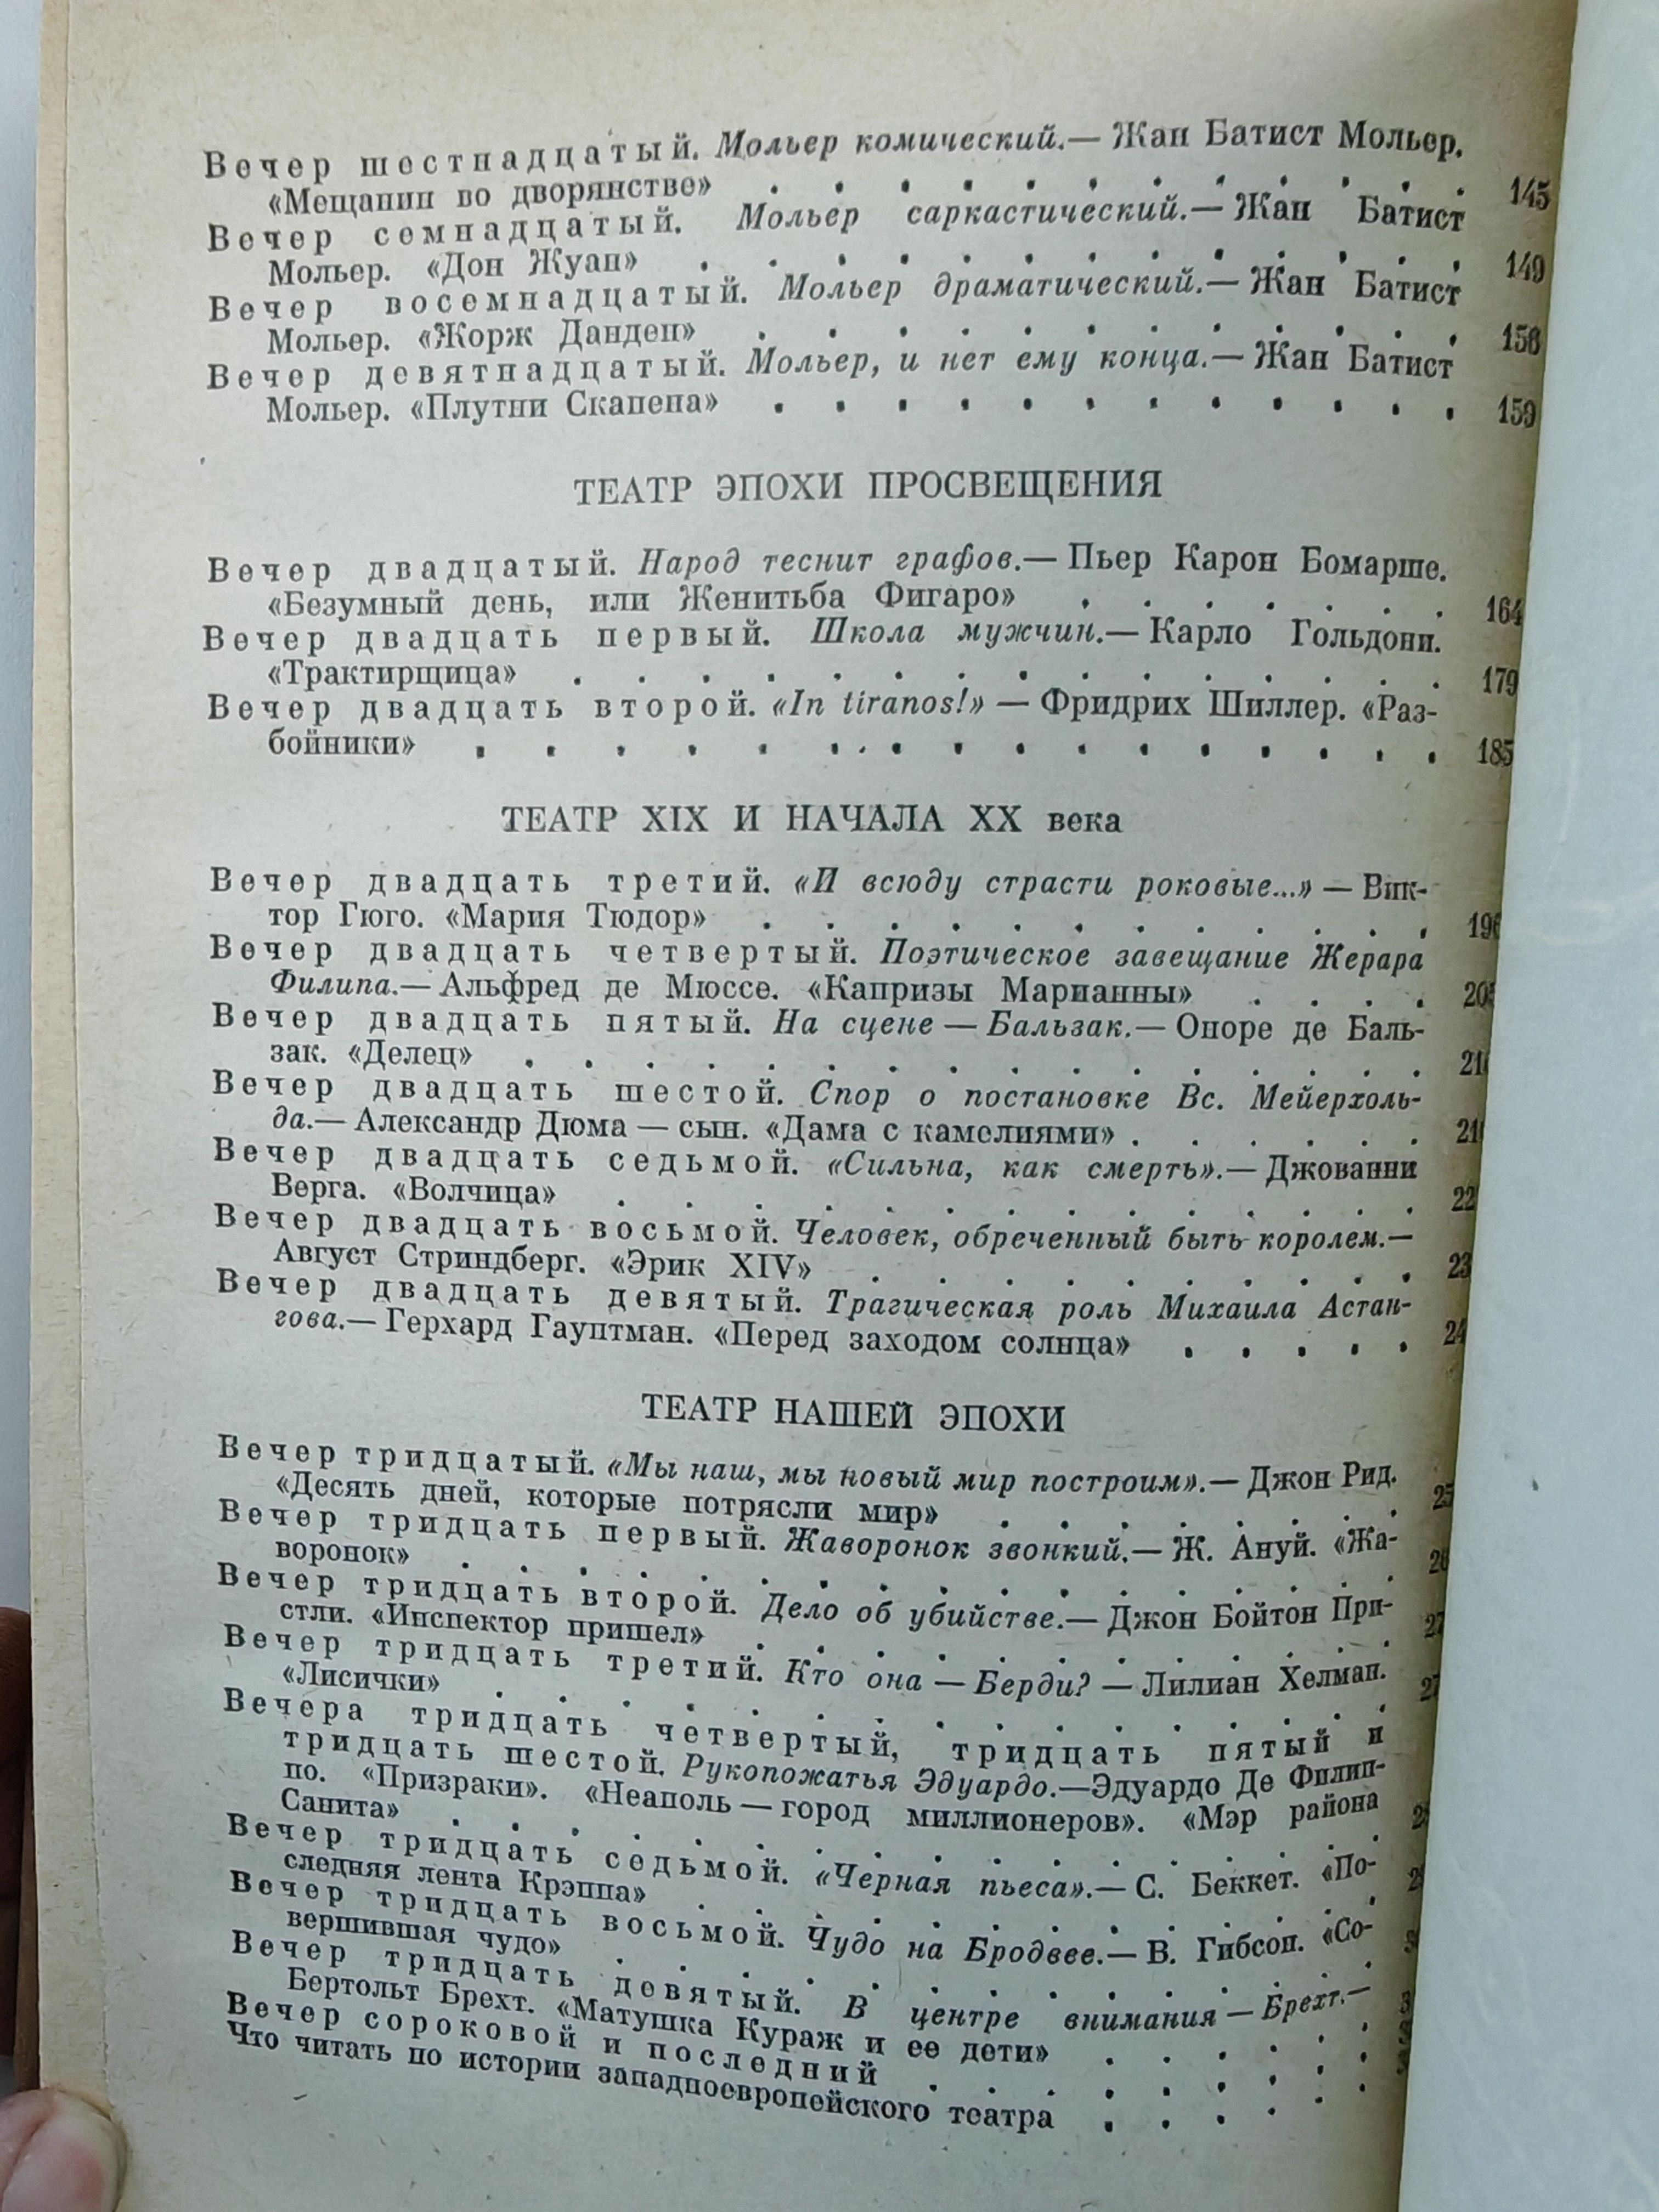 Вечер шестнадцатый. Мольер комический.— Жан Батист Мольер.
«Мещанин во дворянстве» . . . . . . . . . . . . 145
Вечер семнадцатый. Мольер саркастический.— Жан Батист
Мольер. «Дон Жуан» . . . . . . . . . . . . . 149
Вечер восемнадцатый. Мольер драматический.— Жан Батист
Мольер. «Жорж Данден» . . . . . . . . . . . .
Вечер девятнадцатый. Мольер, и нет ему конца.— Жан Батист
Мольер. «Плутни Скапена» . . . . . . . . . . . . 159
ТЕАТР ЭПОХИ ПРОСВЕЩЕНИЯ
Вечер двадцатый. Народ теснит графов.— Пьер Карон Бомарше.
«Безумный день, или Женитьба Фигаро» . . . . . . . 164
Вечер двадцать первый. Школа мужчин.— Карло Гольдони.
«Трактирщица» . . . . . . . . . . . . . . 179
Вечер двадцать второй. «In tiranos!» — Фридрих Шиллер. «Раз-
бойники» . . . . . . . . . . . . . . . . 185
ТЕАТР XIX И НАЧАЛА XX века
Вечер двадцать третий. «И всюду страсти роковые...» — Вик-
тор Гюго. «Мария Тюдор» . . . . . . . . . . . . 196
Вечер двадцать четвертый. Поэтическое завещание Жерара
Филипа.— Альфред де Мюссе. «Капризы Марианны» . . . .
Вечер двадцать пятый. На сцене — Бальзак.— Оноре де Баль-
зак. «Делец» . . . . . . . . . . . . . . .
Вечер двадцать шестой. Спор о постановке Вс. Мейерхоль-
да.— Александр Дюма — сын. «Дама с камелиями» . . . . . .
Вечер двадцать седьмой. «Сильна, как смерть».— Джованни
Верга. «Волчица» . . . . . . . . . . . . . .
Вечер двадцать восьмой. Человек, обреченный быть королем.—
Август Стриндберг. «Эрик XIV» . . . . . . . . . .
Вечер двадцать девятый. Трагическая роль Михаила Астан-
гова.— Герхард Гауптман. «Перед заходом солнца» . . . . .
ТЕАТР НАШЕЙ ЭПОХИ
Вечер тридцатый. «Мы наш, мы новый мир построим».— Джон Рид.
«Десять дней, которые потрясли мир» . . . . . . . .
Вечер тридцать первый. Жаворонок звонкий.— Ж. Ануй. «Жа-
воронок» . . . . . . . . . . . . . . . .
Вечер тридцать второй. Дело об убийстве.— Джон Бойтон При-
стли. «Инспектор пришел» . . . . . . . . . . . .
Вечер тридцать третий. Кто она — Берди? — Лилиан Хелман.
«Лисички» . . . . . . . . . . . . . . . .
Вечера тридцать четвертый, тридцать пятый и
тридцать шестой. Рукопожатья Эдуардо.—Эдуардо Де Филип-
по. «Призраки». «Неаполь — город миллионеров». «Мэр района
Санита» . . . . . . . . . . . . . . . .
Вечер тридцать седьмой. «Черная пьеса».— С. Беккет. «По-
следняя лента Крэппа» . . . . . . . . . . . .
Вечер тридцать восьмой. Чудо на Бродвее.— В. Гибсон. «Со-
вершившая чудо» . . . . . . . . . . . . . .
Вечер тридцать девятый. В центре внимания — Брехт.—
Бертольт Брехт. «Матушка Кураж и ее дети» . . . . . .
Вечер сороковой и последний . . . . . . . . .
Что читать по истории западноевропейского театра . . . . . .